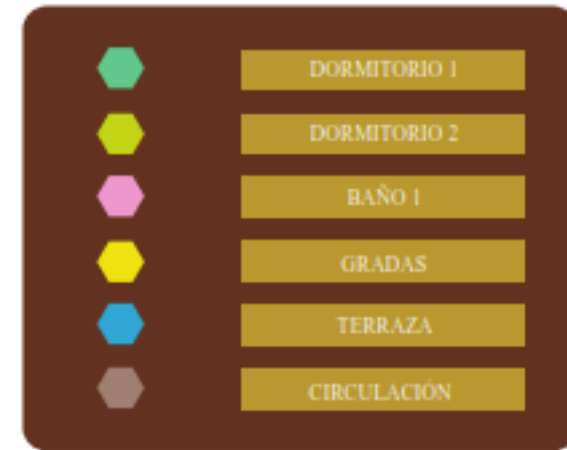 DORMITORIO 1
DORMITORIO 2
BAÑO 1
GRADAS
TERRAZA
CIRCULACIÓN